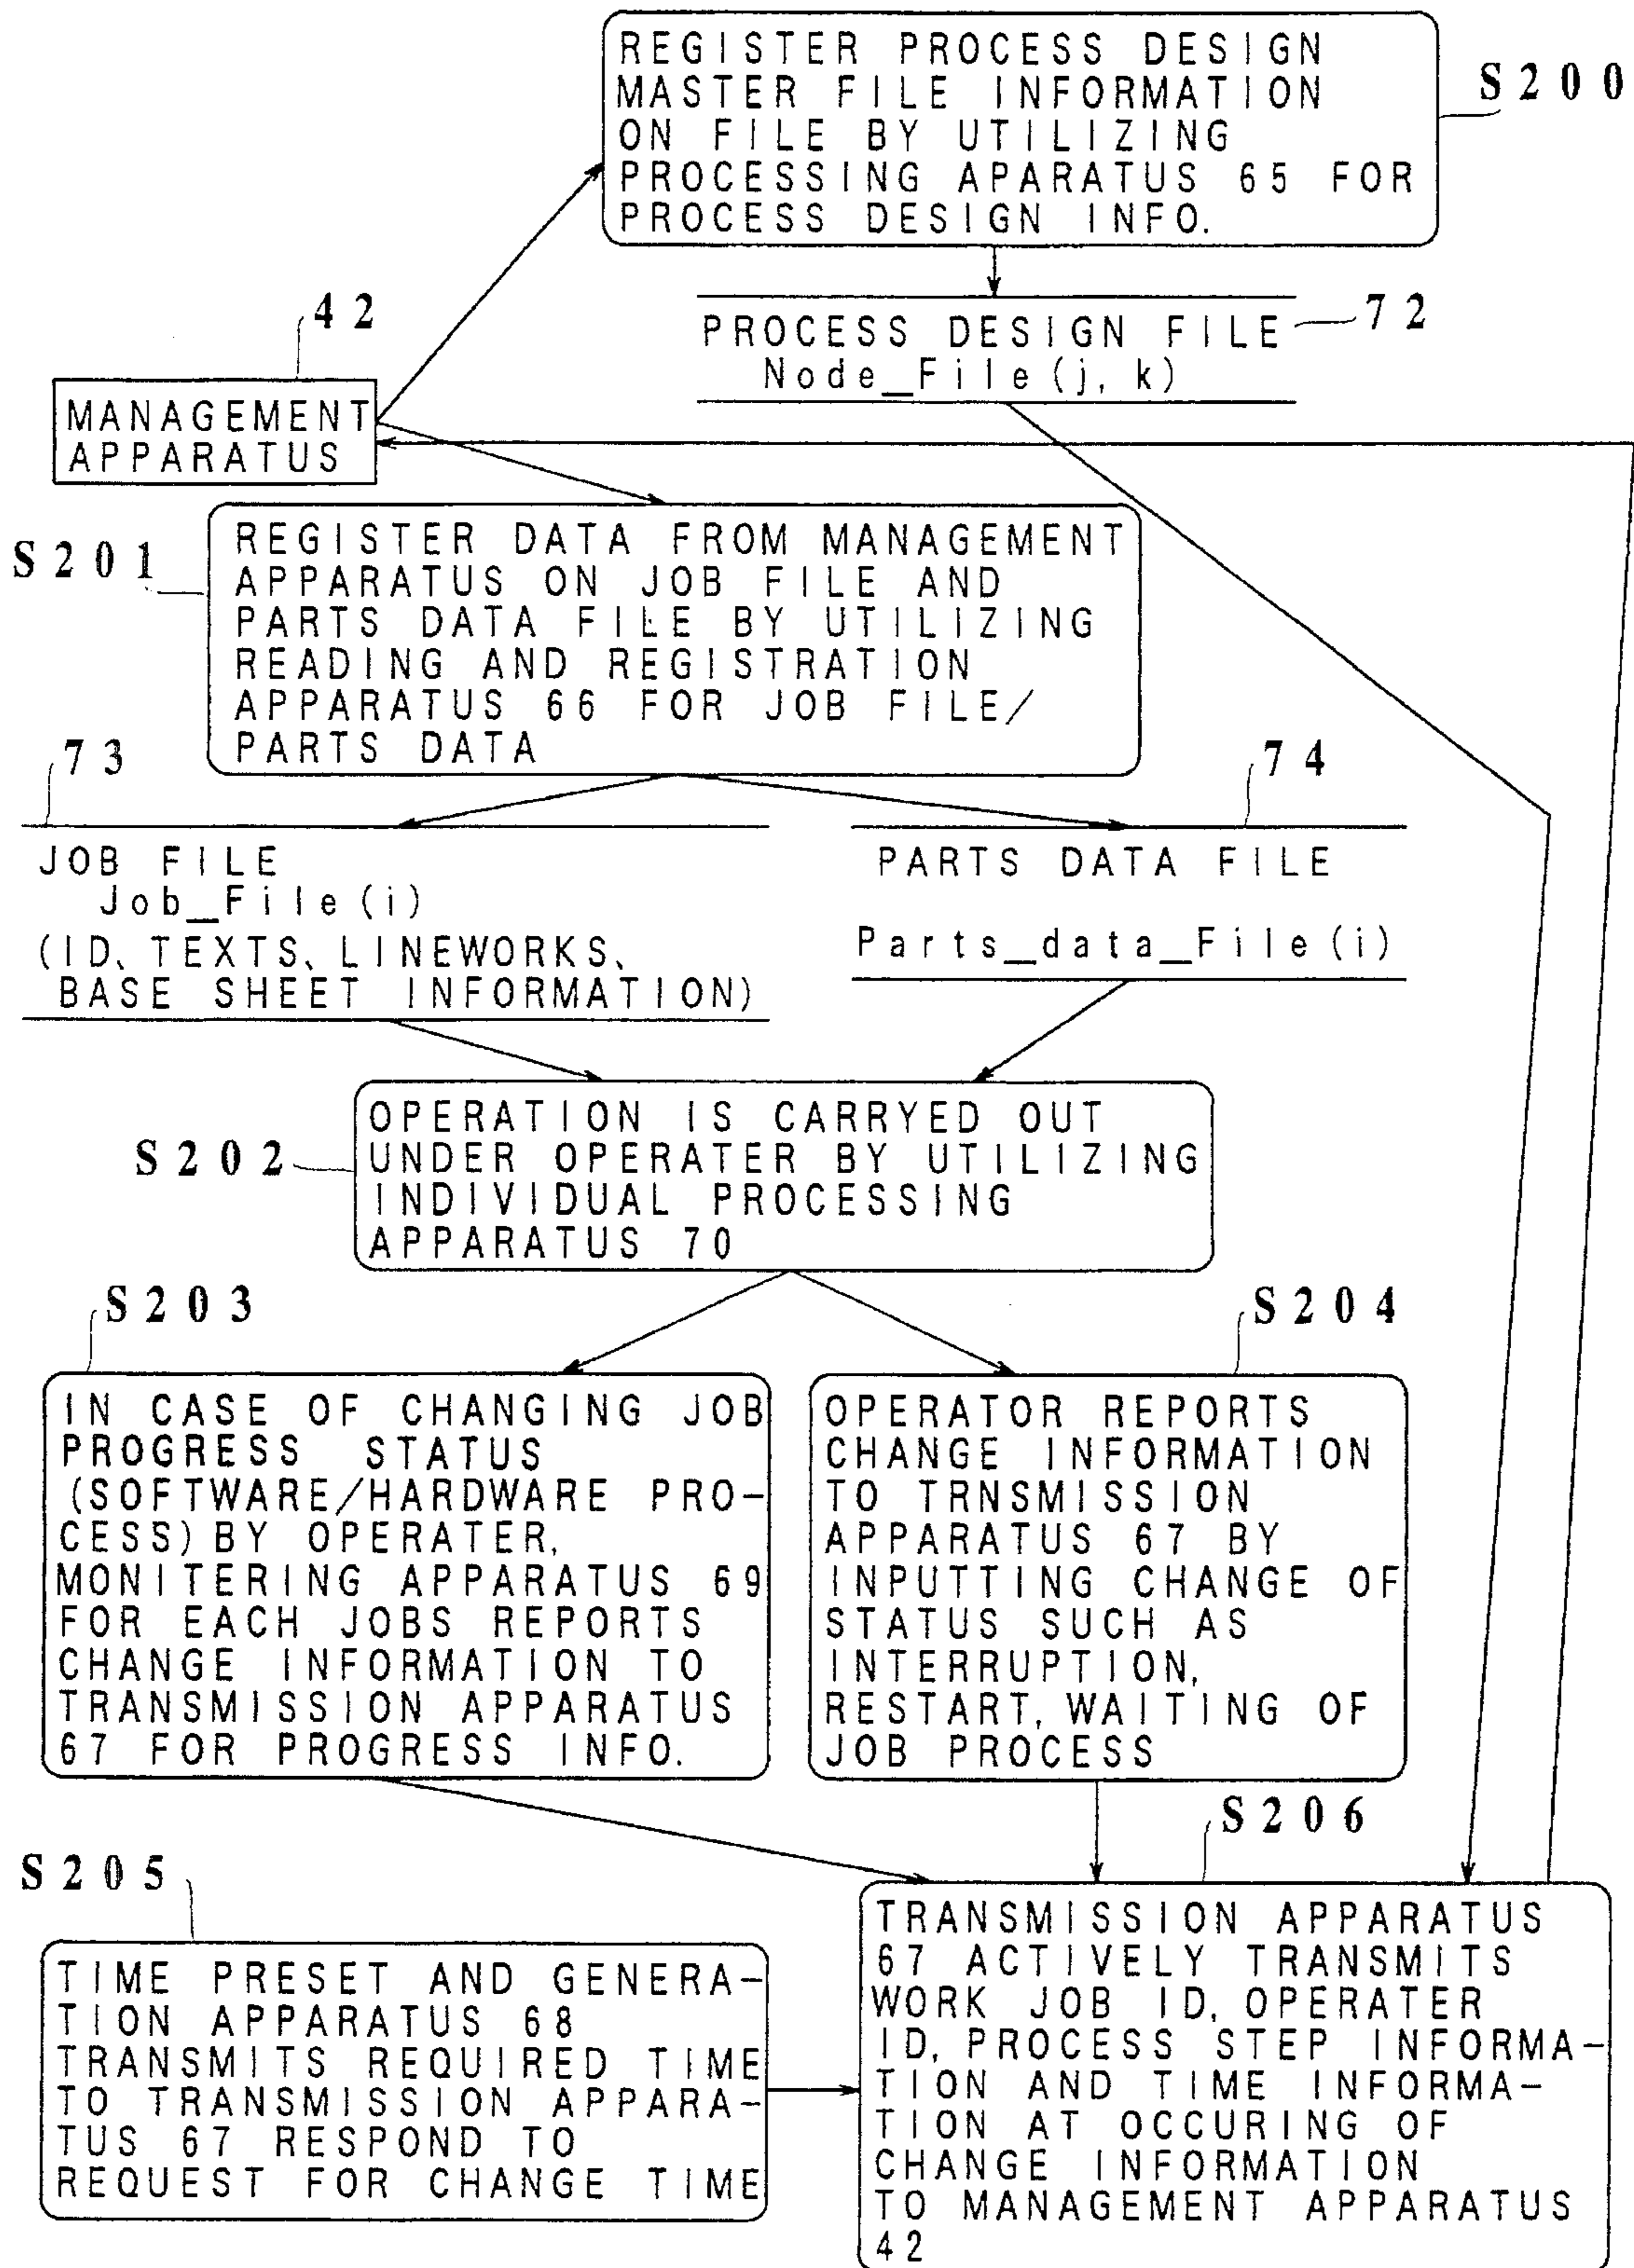 REGISTER PROCESS DESIGN
MASTER FILE INFORMATION
ON FILE BY UTILIZING
PROCESSING APARATUS 65 FOR
PROCESS DESIGN INFO.
S200
42
PROCESS DESIGN FILE
Node_File(j, k)
72
MANAGEMENT
APPARATUS
S201
REGISTER DATA FROM MANAGEMENT
APPARATUS ON JOB FILE AND
PARTS DATA FILE BY UTILIZING
READING AND REGISTRATION
APPARATUS 66 FOR JOB FILE/
PARTS DATA
73
74
JOB FILE
Job_File(i)
(ID、TEXTS、LINEWORKS、
BASE SHEET INFORMATION)
PARTS DATA FILE
Parts_data_File(i)
S202
OPERATION IS CARRYED OUT
UNDER OPERATER BY UTILIZING
INDIVIDUAL PROCESSING
APPARATUS 70
S203
S204
IN CASE OF CHANGING JOB
PROGRESS STATUS
(SOFTWARE/HARDWARE PRO-
CESS) BY OPERATER,
MONITERING APPARATUS 69
FOR EACH JOBS REPORTS
CHANGE INFORMATION TO
TRANSMISSION APPARATUS
67 FOR PROGRESS INFO.
OPERATOR REPORTS
CHANGE INFORMATION
TO TRNSMISSION
APPARATUS 67 BY
INPUTTING CHANGE OF
STATUS SUCH AS
INTERRUPTION,
RESTART, WAITING OF
JOB PROCESS
S205
S206
TIME PRESET AND GENERA-
TION APPARATUS 68
TRANSMITS REQUIRED TIME
TO TRANSMISSION APPARA-
TUS 67 RESPOND TO
REQUEST FOR CHANGE TIME
TRANSMISSION APPARATUS
67 ACTIVELY TRANSMITS
WORK JOB ID, OPERATER
ID, PROCESS STEP INFORMA-
TION AND TIME INFORMA-
TION AT OCCURING OF
CHANGE INFORMATION
TO MANAGEMENT APPARATUS
42